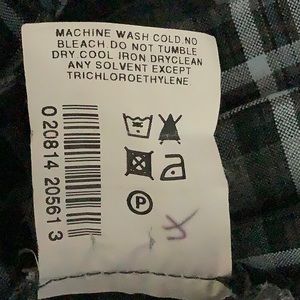 MACHINE WASH COLD.NO
BLEACH.DO NOT TUMBLE
DRY COOL IRON.DRYCLEAN
ANY SOLVENT EXCEPT
TRICHLOROETHYLENE
P
0 20814 20561 3